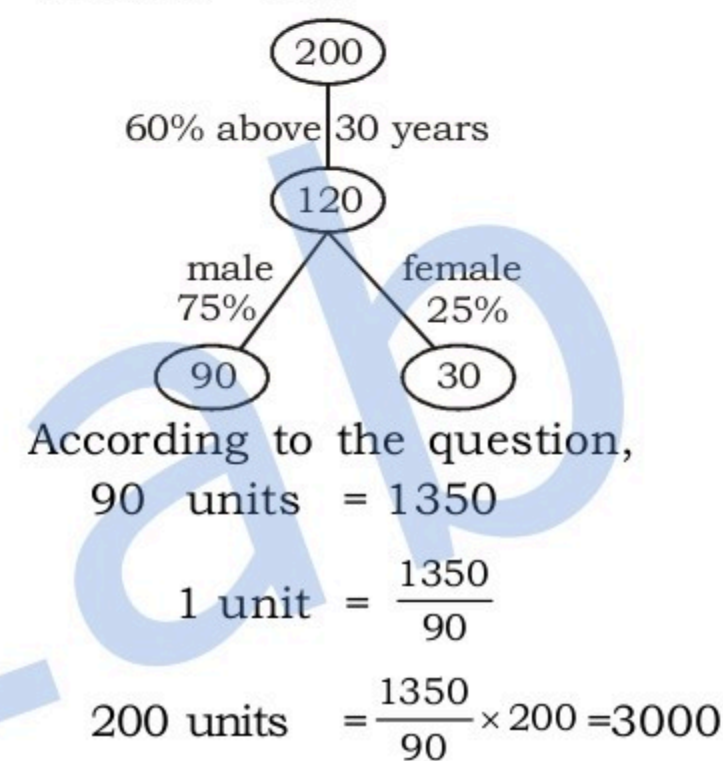 200
60% above 30 years
120
male female
75% 25%
90 30
According to the question,
90 units = 1350
1 unit = 1350/90
200 units = 1350/90 × 200 =3000
ab